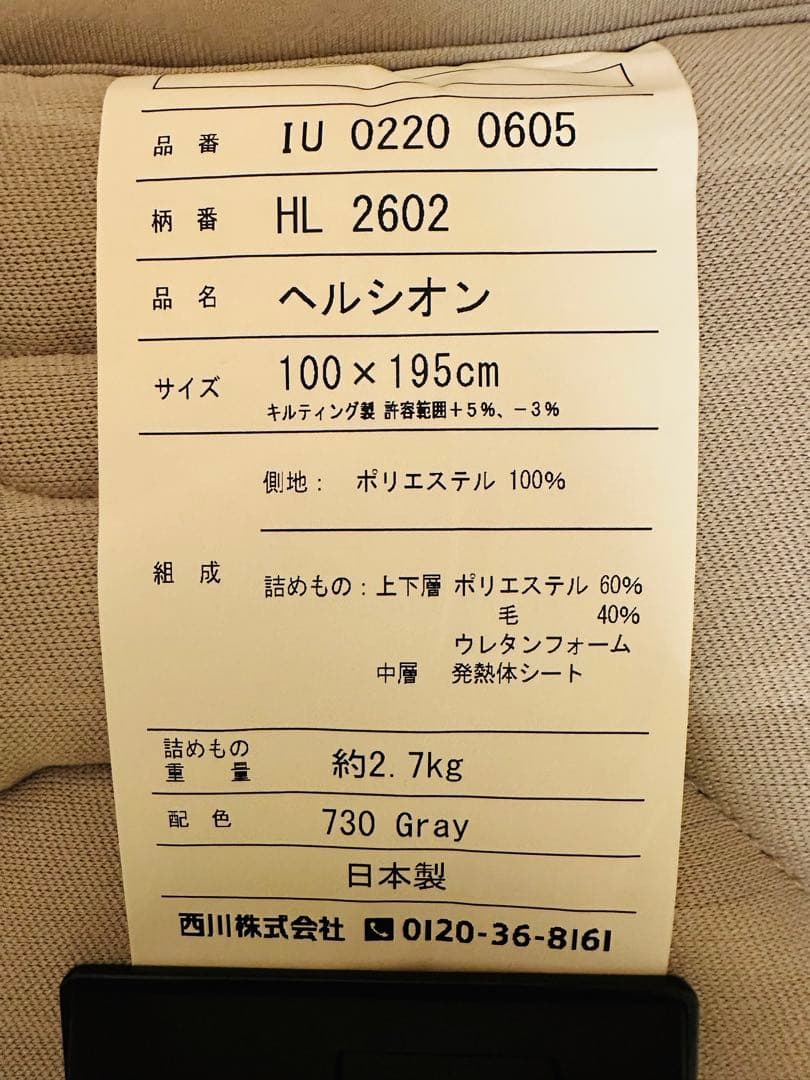 品番 IU 0220 0605
柄番 HL 2602
品名 ヘルシオン
サイズ 100×195cm
キルティング製 許容範囲+5%、-3%
側地: ポリエステル 100%
組成
詰めもの:上下層 ポリエステル 60%
毛 40%
ウレタンフォーム
中層 発熱体シート
詰めもの
重量 約2.7kg
配色 730 Gray
日本製
西川株式会社 0120-36-8161